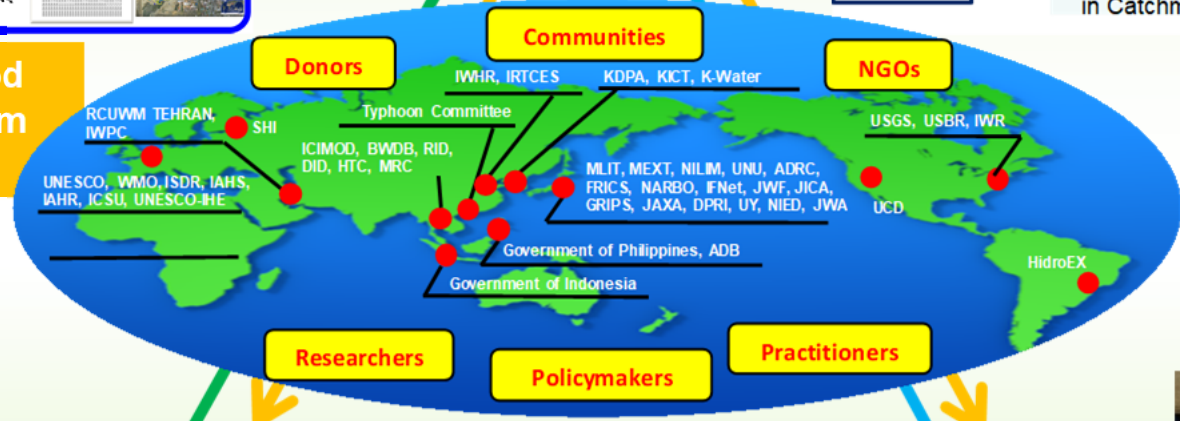 in Catchm
d
m
Communities
Donors
NGOs
IWHR, IRTCES
KDPA, KICT, K-Water
Typhoon Committee
RCUWM TEHRAN,
IWPC
SHI
USGS, USBR, IWR
ICIMOD, BWDB, RID,
DID, HTC, MRC
MLIT, MEXT, NILIM, UNU, ADRC,
FRICS, NARBO, IFNet, JWF, JICA,
GRIPS, JAXA, DPRI, UY, NIED, JWA
UNESCO, WMO, ISDR, IAHS,
IAHR, ICSU, UNESCO-IHE
UCD
Government of Philippines, ADB
HidroEX
Government of Indonesia
Researchers
Policymakers
Practitioners